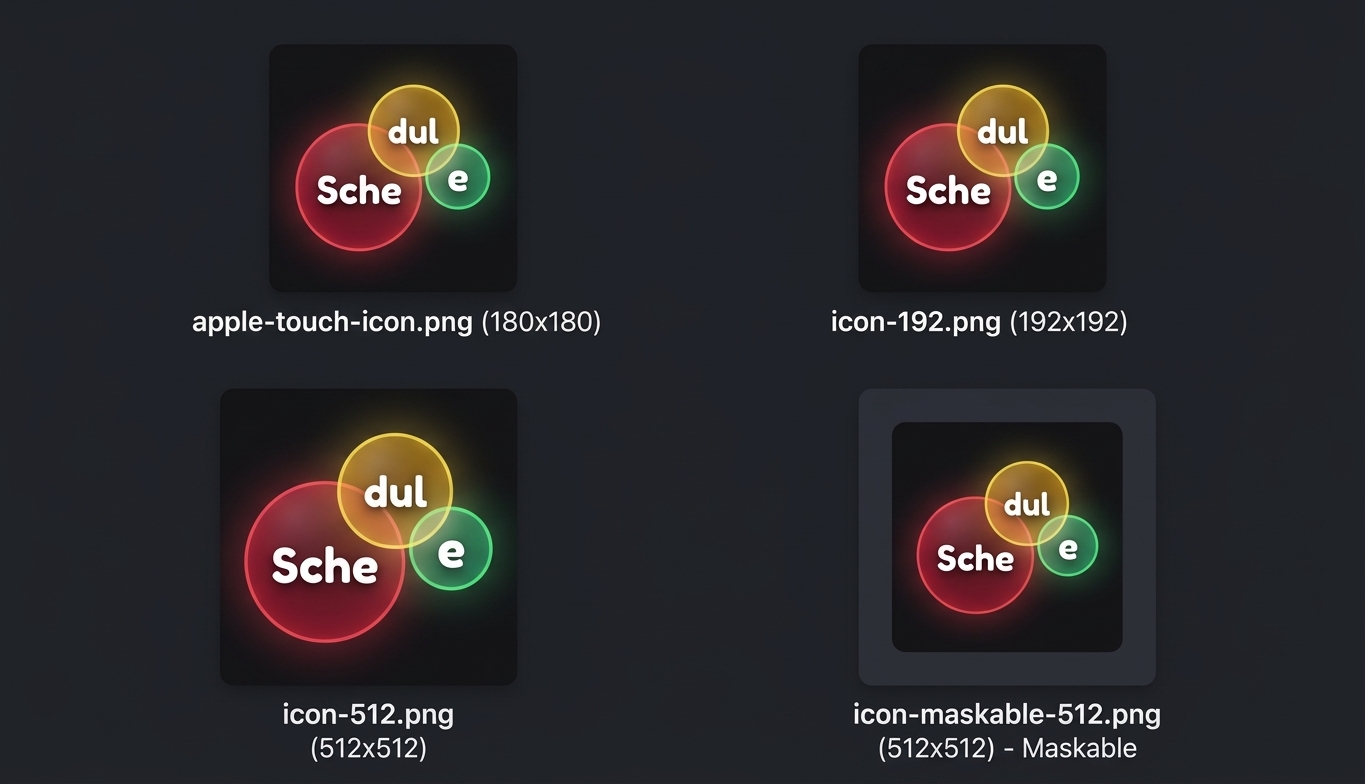 dul
Sche
e
dul
Sche
e
apple-touch-icon.png (180x180)
icon-192.png (192x192)
dul
Sche
e
dul
Sche
e
icon-512.png
(512x512)
icon-maskable-512.png
(512x512) - Maskable